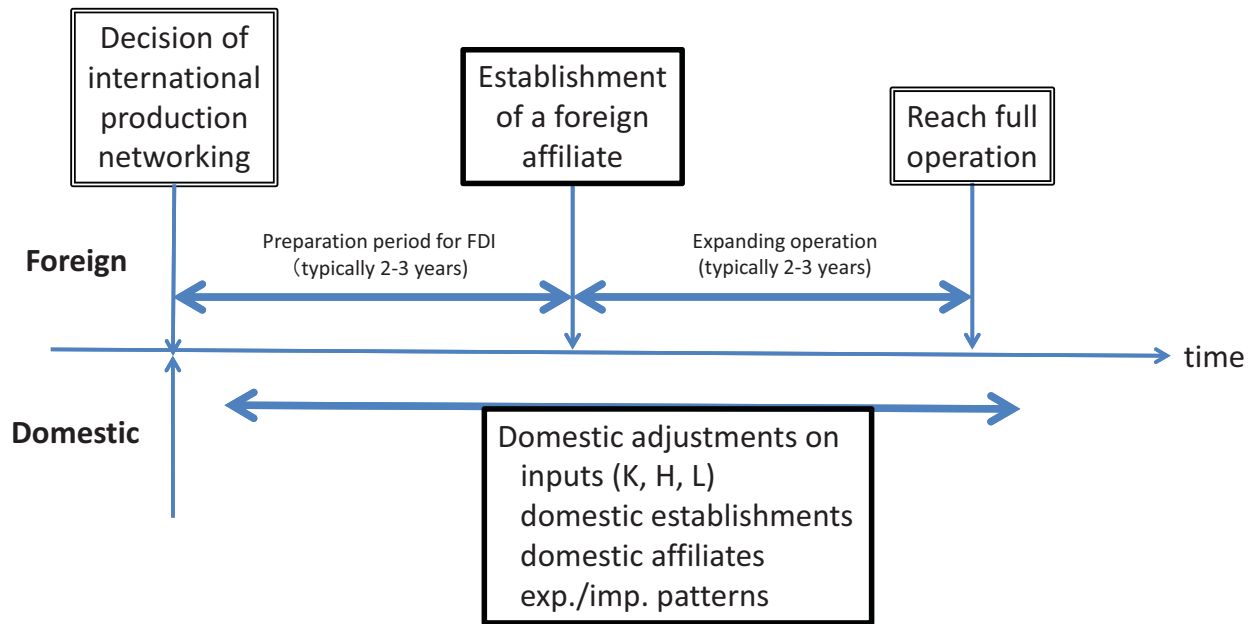 Decision of
international
production
networking
Establishment
of a foreign
affiliate
Reach full
operation
Foreign
Preparation period for FDI
（typically 2-3 years)
Expanding operation
(typically 2-3 years)
time
Domestic
Domestic adjustments on
inputs (K, H, L)
domestic establishments
domestic affiliates
exp./imp. patterns